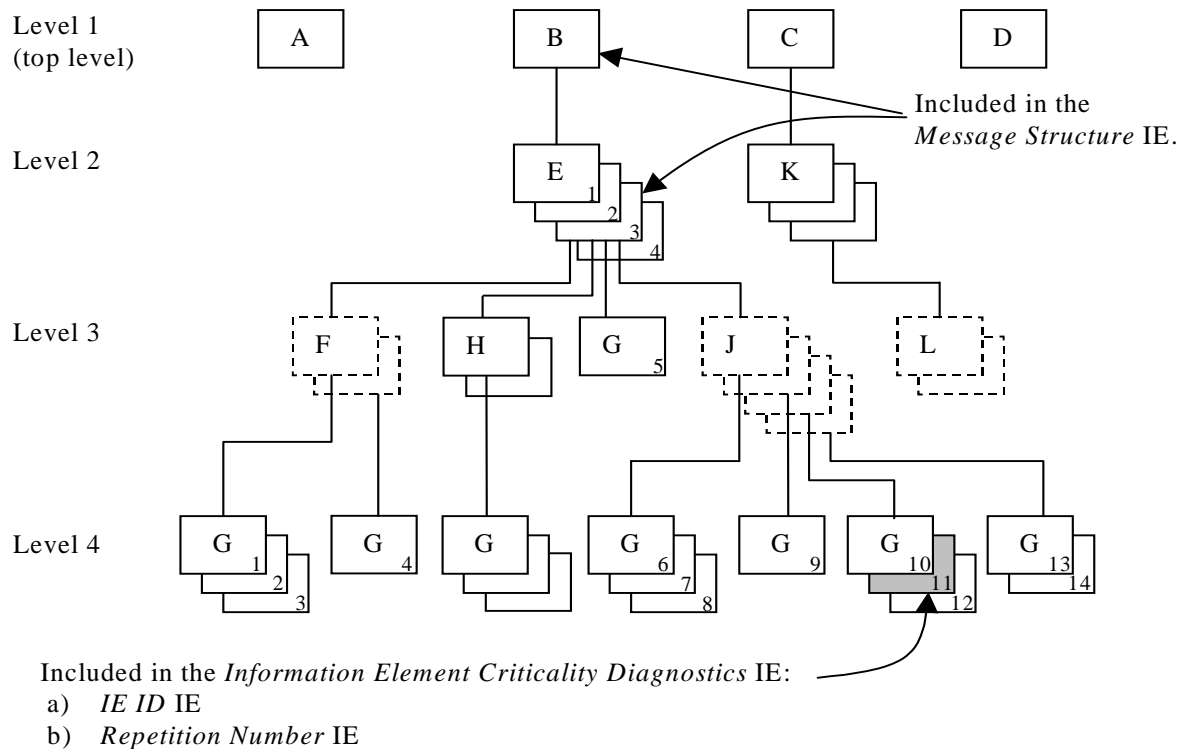 Level 1
(top level)
A
B
C
D
Included in the
Message Structure IE.
Level 2
E
1
2
3
4
K
Level 3
F
H
G
5
J
L
Level 4
G
1
2
3
G
4
G
G
6
7
8
G
9
G
10
11
12
G
13
14
Included in the Information Element Criticality Diagnostics IE:
a) IE ID IE
b) Repetition Number IE